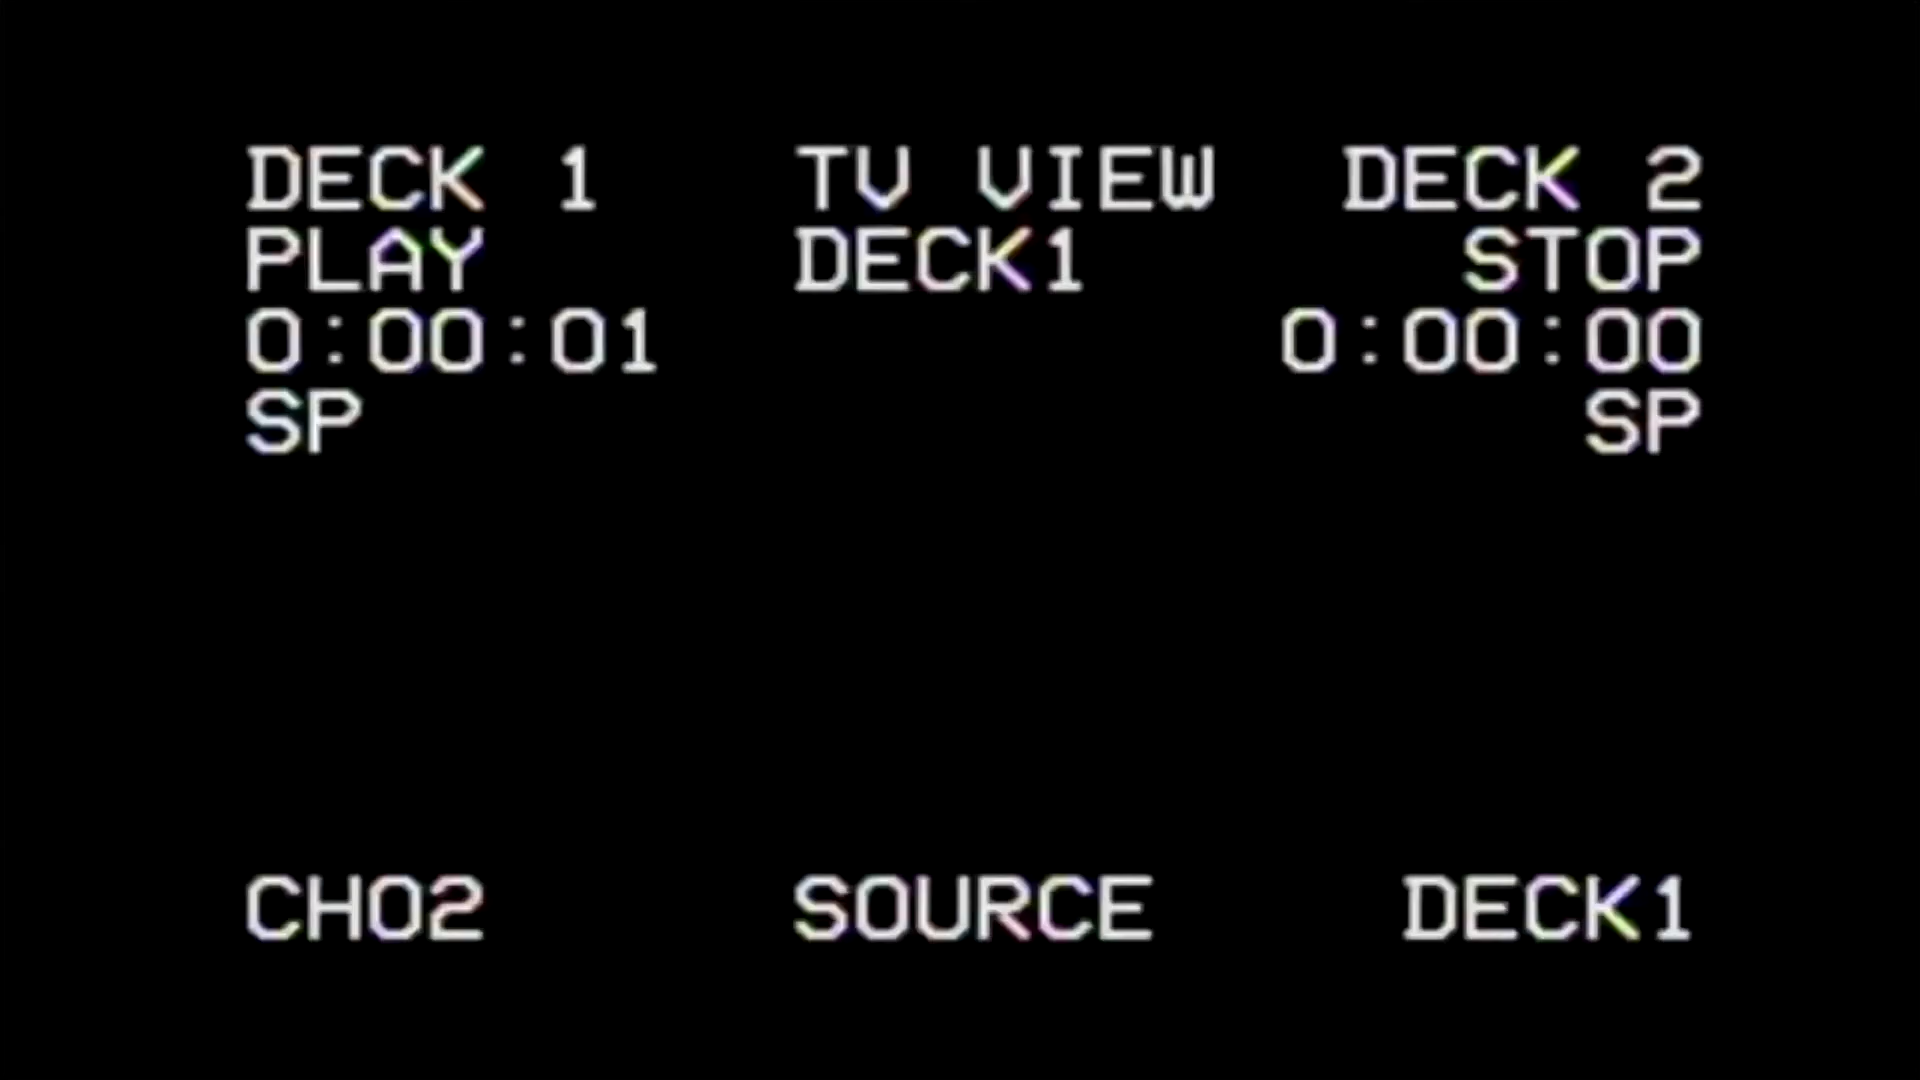 DECK 1 TV VIEW DECK 2
PLAY DECK1 STOP
0:00:01 0:00:00
SP SP
CH02 SOURCE DECK1